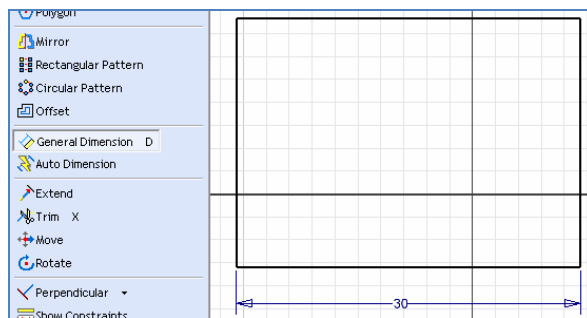 Polygon
Mirror
Rectangular Pattern
Circular Pattern
Offset
General Dimension D
Auto Dimension
Extend
Trim X
Move
Rotate
Perpendicular
Show Constraints
30